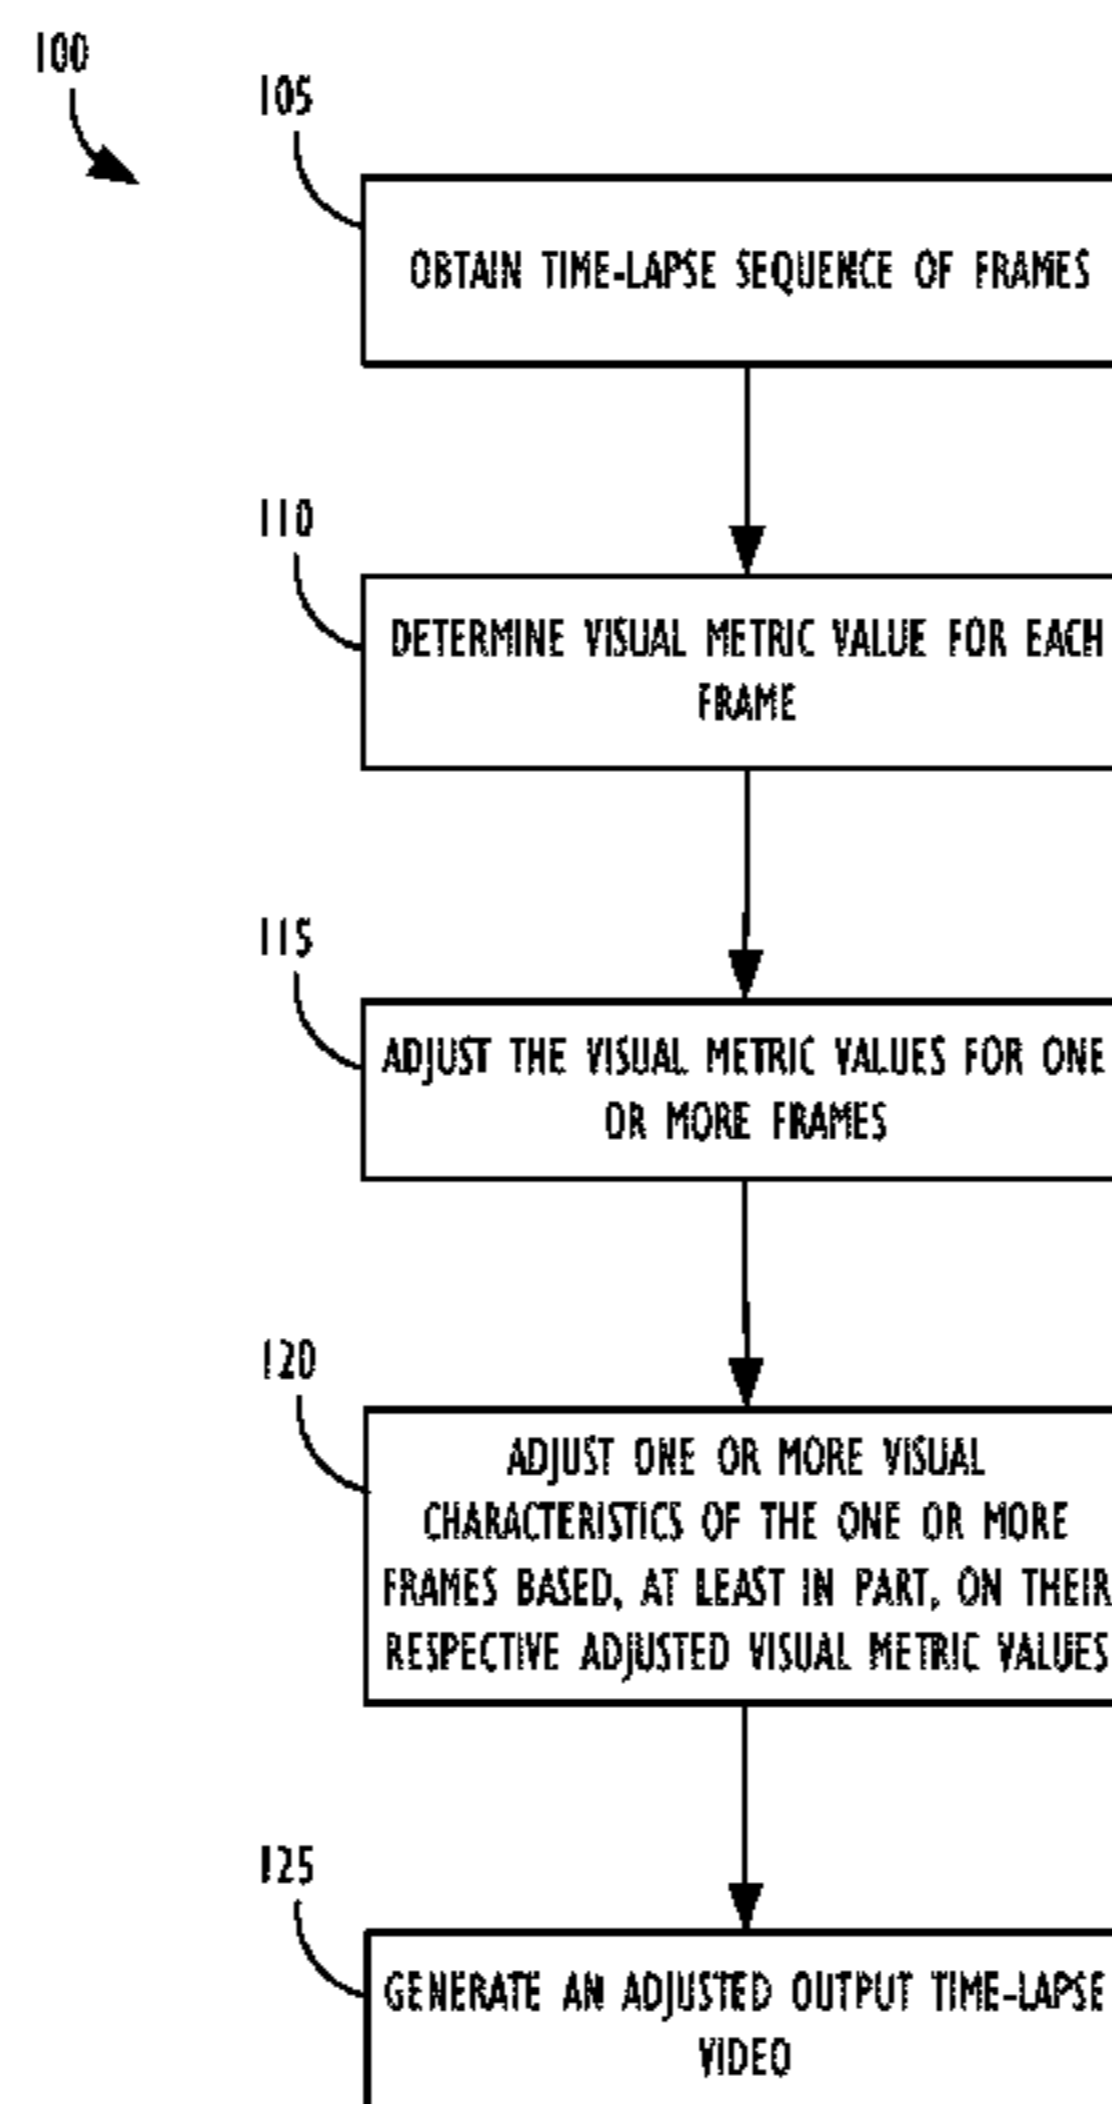 100
105
OBTAIN TIME-LAPSE SEQUENCE OF FRAMES
110
DETERMINE VISUAL METRIC VALUE FOR EACH
FRAME
115
ADJUST THE VISUAL METRIC VALUES FOR ONE
OR MORE FRAMES
120
ADJUST ONE OR MORE VISUAL
CHARACTERISTICS OF THE ONE OR MORE
FRAMES BASED, AT LEAST IN PART, ON THEIR
RESPECTIVE ADJUSTED VISUAL METRIC VALUES
125
GENERATE AN ADJUSTED OUTPUT TIME-LAPSE
VIDEO